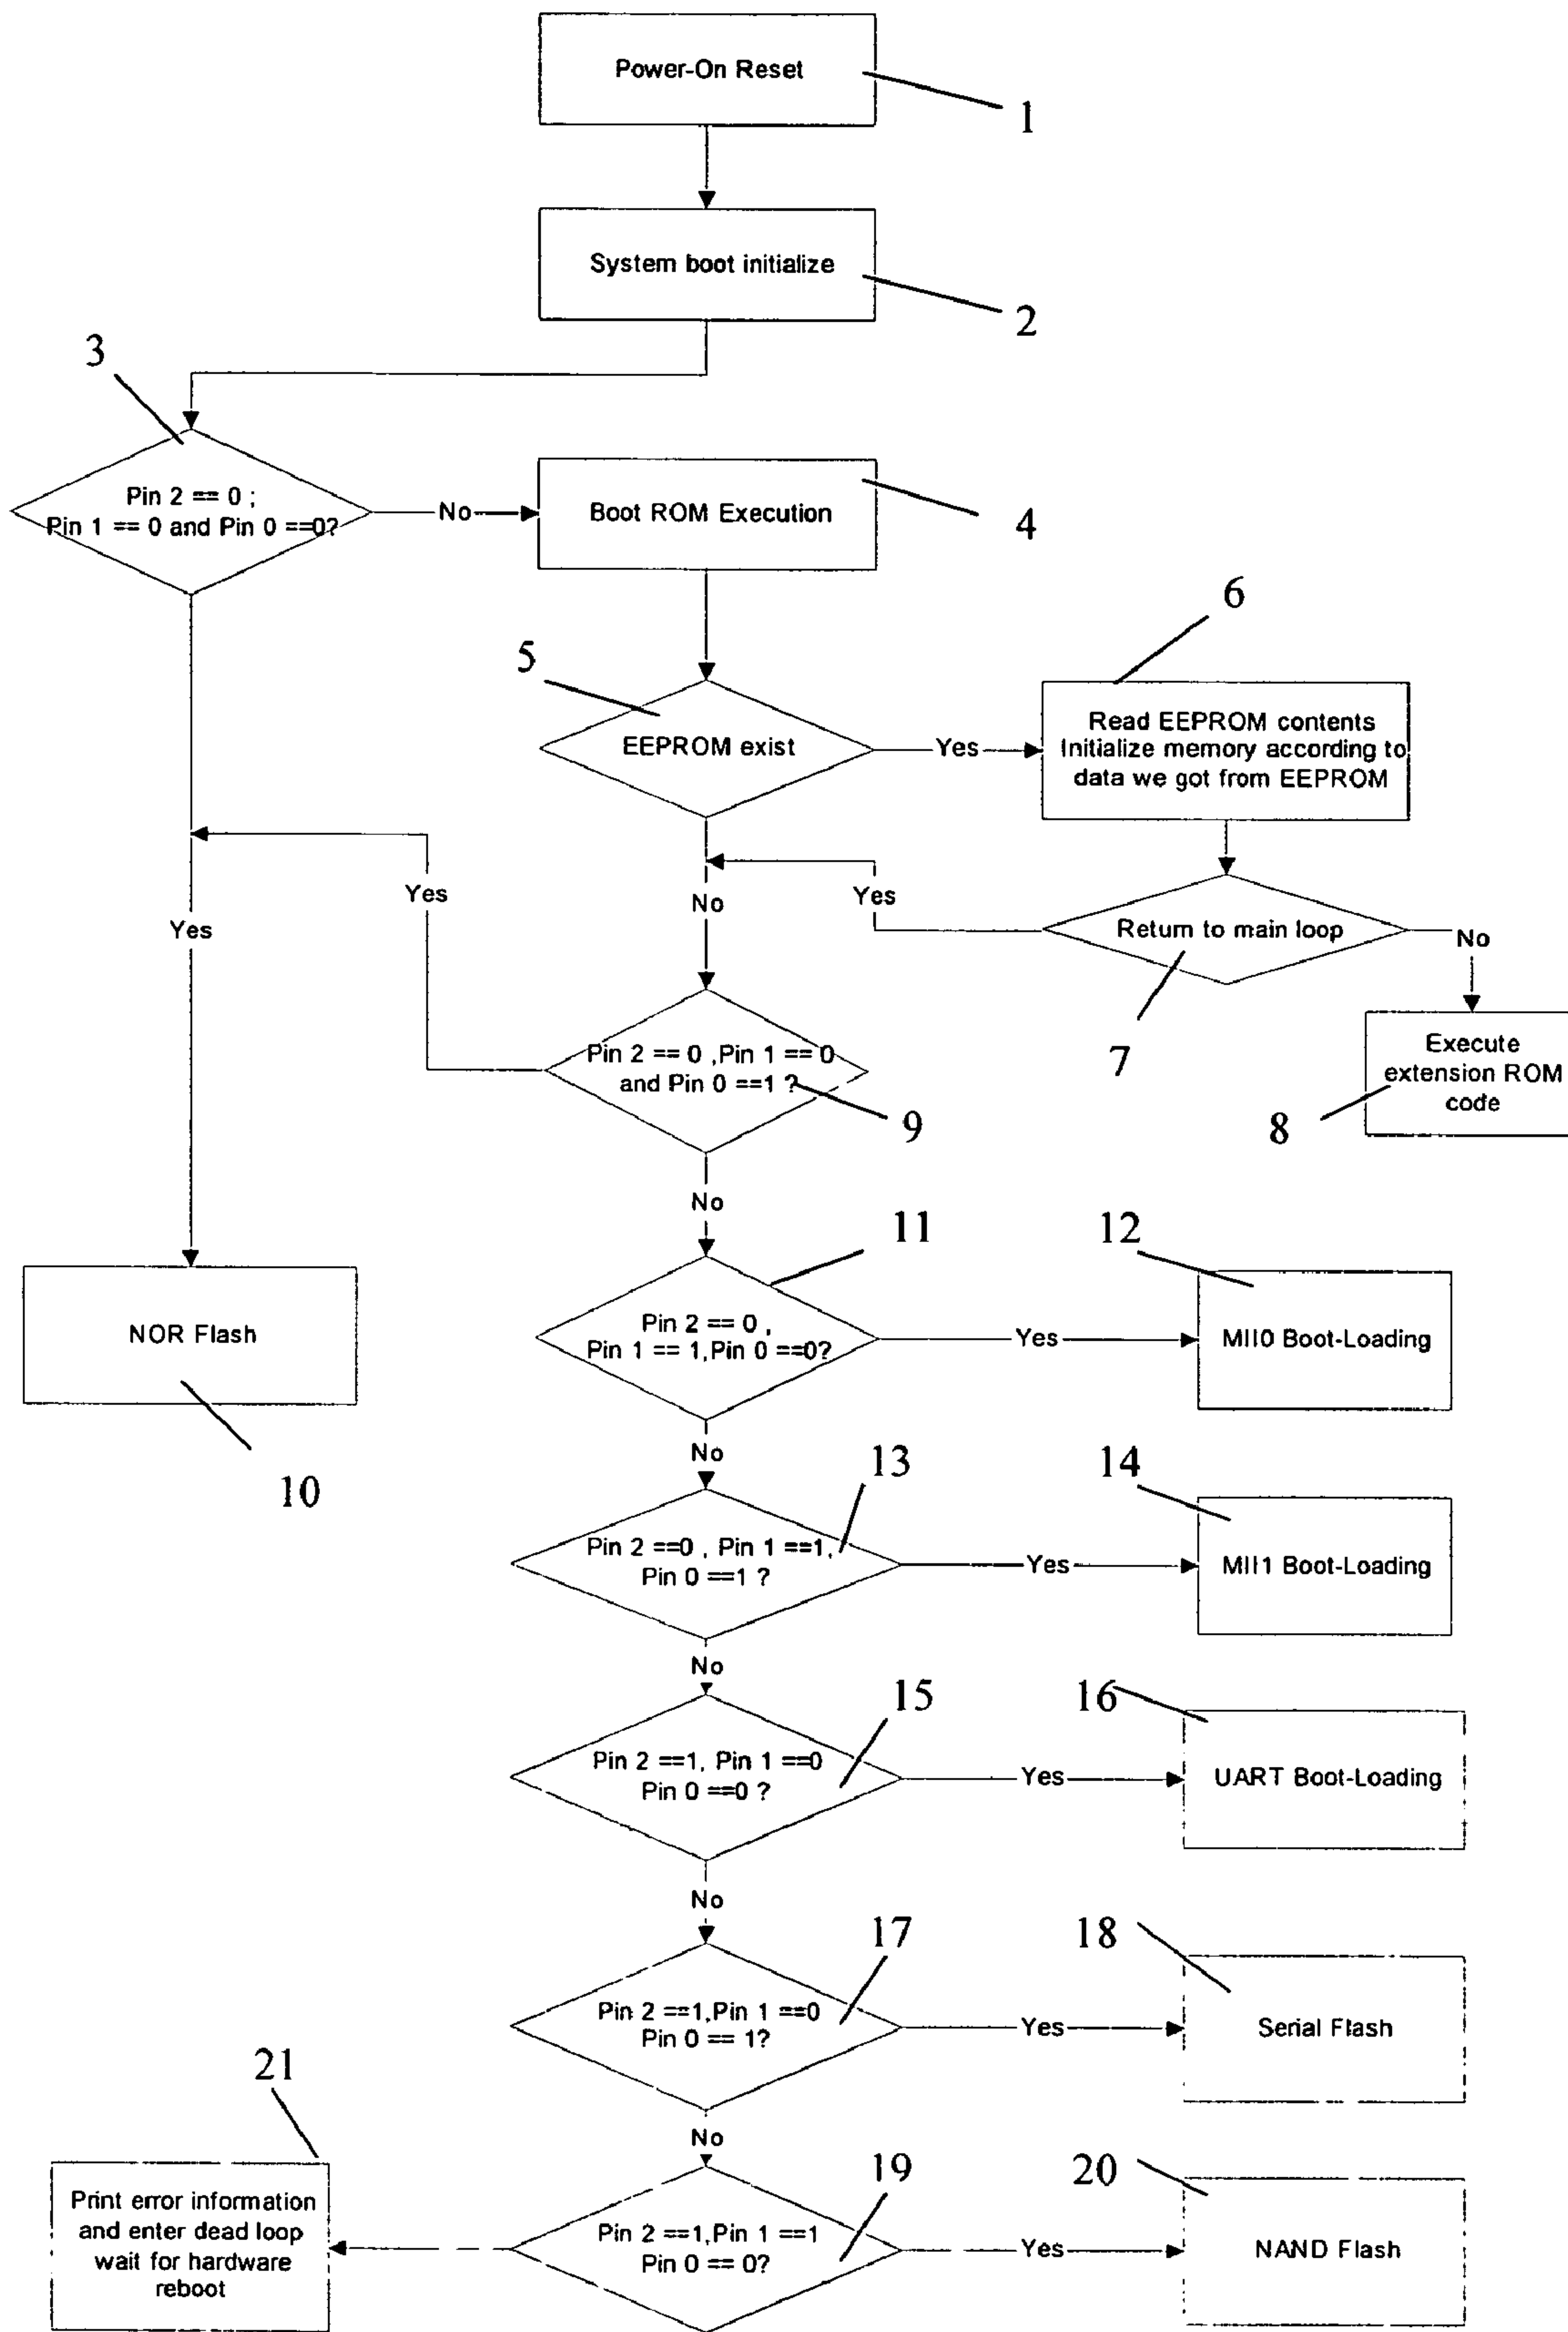 Power-On Reset
1
System boot initialize
2
3
Pin 2 == 0 ;
Pin 1 == 0 and Pin 0 ==0?
No
Boot ROM Execution
4
5
EEPROM exist
Yes
6
Read EEPROM contents
Initialize memory according to
data we got from EEPROM
Yes
No
Yes
Return to main loop
No
7
Yes
Execute
extension ROM
code
8
Pin 2 == 0 ,Pin 1 == 0
and Pin 0 ==1 ?
9
No
11
12
NOR Flash
10
Pin 2 == 0 ,
Pin 1 == 1,Pin 0 ==0?
Yes
MII0 Boot-Loading
No
13
14
Pin 2 ==0 , Pin 1 ==1,
Pin 0 ==1 ?
Yes
MII1 Boot-Loading
No
15
16
Pin 2 ==1, Pin 1 ==0
Pin 0 ==0 ?
Yes
UART Boot-Loading
No
17
18
Pin 2 ==1,Pin 1 ==0
Pin 0 == 1?
Yes
Serial Flash
No
21
19
20
Print error information
and enter dead loop
wait for hardware
reboot
Pin 2 ==1,Pin 1 ==1
Pin 0 == 0?
Yes
NAND Flash